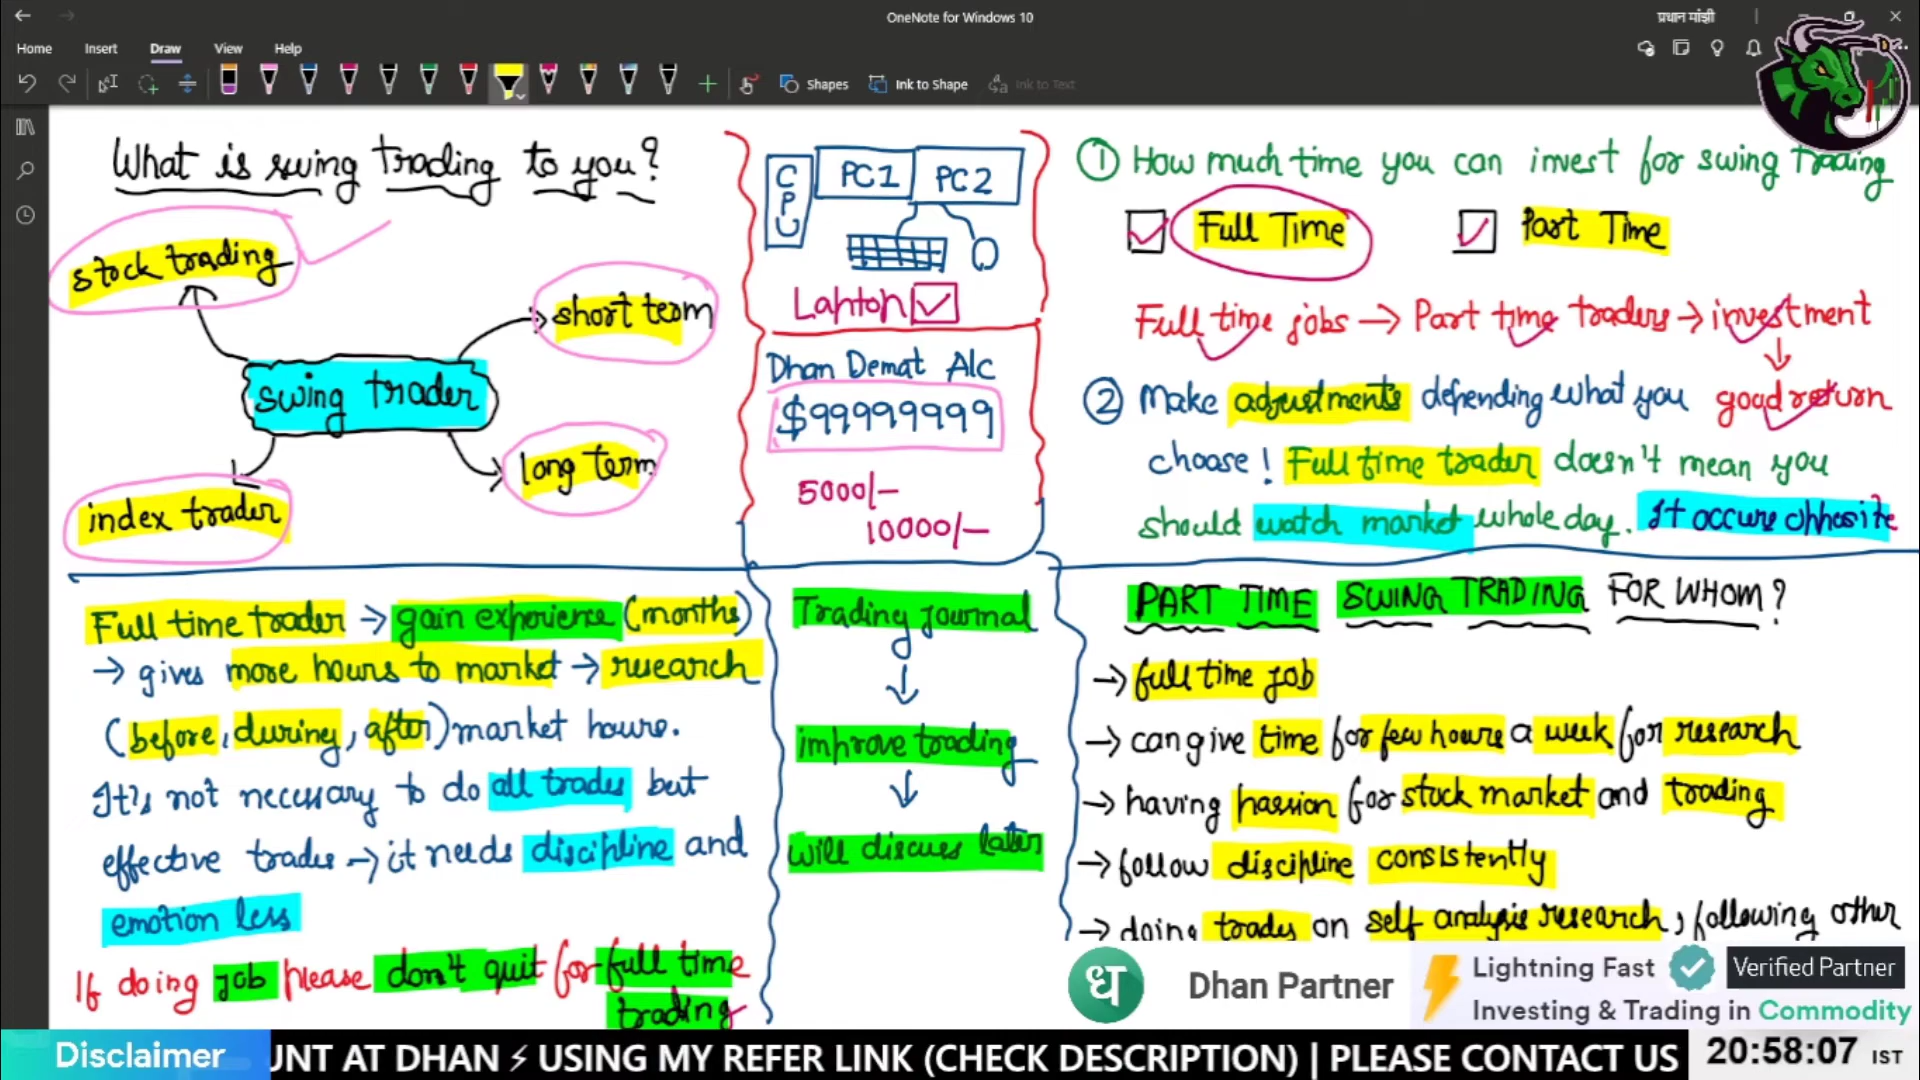 OneNote for Windows 10
प्रधान मांझी
Home Insert Draw View Help
Shapes Ink to Shape Ink to Text
What is swing trading to you?
stock trading
short term
swing trader
long term
index trader
CPU
PC1 PC2
Laptop
Dhan Demat A/c
$99999999
5000/-
10000/-
① How much time you can invest for swing trading
Full Time Part Time
Full time jobs → Part time traders → investment
↓
good return
② Make adjustments depending what you
choose! Full time trader doesn't mean you
should watch market whole day. It occurs opposite
Full time trader → gain experience (months)
→ gives more hours to market → research
(before, during, after) market hours.
It's not necessary to do all trades but
effective trades → it needs discipline and
emotion less
If doing job please don't quit for full time
trading
Trading journal
↓
improve trading
↓
will discuss later
PART TIME SWING TRADING FOR WHOM?
→ full time job
→ can give time for few hours a week for research
→ having passion for stock market and trading
→ follow discipline consistently
→ doing trades on self analysis research, following other
ध Dhan Partner
Lightning Fast Verified Partner
Investing & Trading in Commodity
Disclaimer
UNT AT DHAN ⚡ USING MY REFER LINK (CHECK DESCRIPTION) | PLEASE CONTACT US
20:58:07 IST